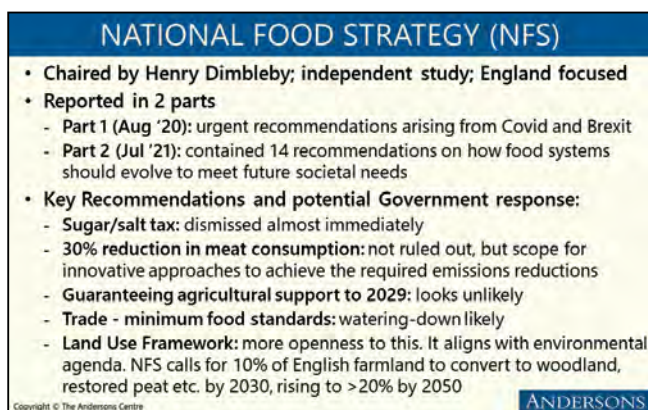 NATIONAL FOOD STRATEGY (NFS)
• Chaired by Henry Dimbleby; independent study; England focused
• Reported in 2 parts
- Part 1 (Aug '20): urgent recommendations arising from Covid and Brexit
- Part 2 (Jul '21): contained 14 recommendations on how food systems
should evolve to meet future societal needs
• Key Recommendations and potential Government response:
- Sugar/salt tax: dismissed almost immediately
- 30% reduction in meat consumption: not ruled out, but scope for
innovative approaches to achieve the required emissions reductions
- Guaranteeing agricultural support to 2029: looks unlikely
- Trade - minimum food standards: watering-down likely
- Land Use Framework: more openness to this. It aligns with environmental
agenda. NFS calls for 10% of English farmland to convert to woodland,
restored peat etc. by 2030, rising to >20% by 2050
Copyright © The Andersons Centre
ANDERSONS